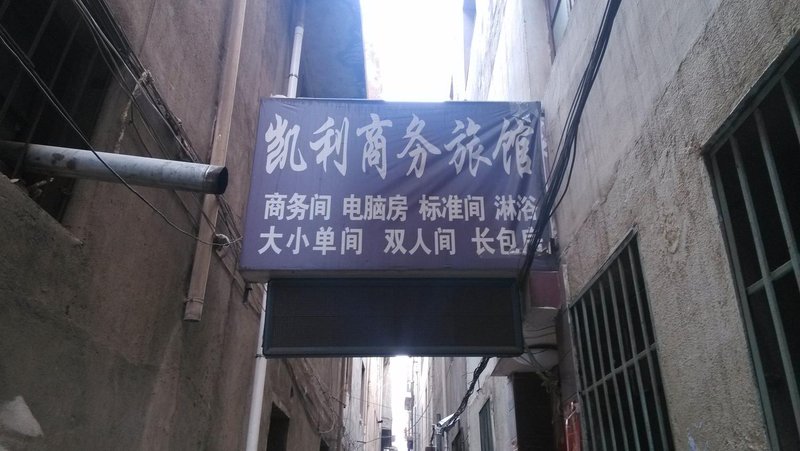 凯利商务旅馆
商务间 电脑房 标准间 淋浴
大小单间 双人间 长包房